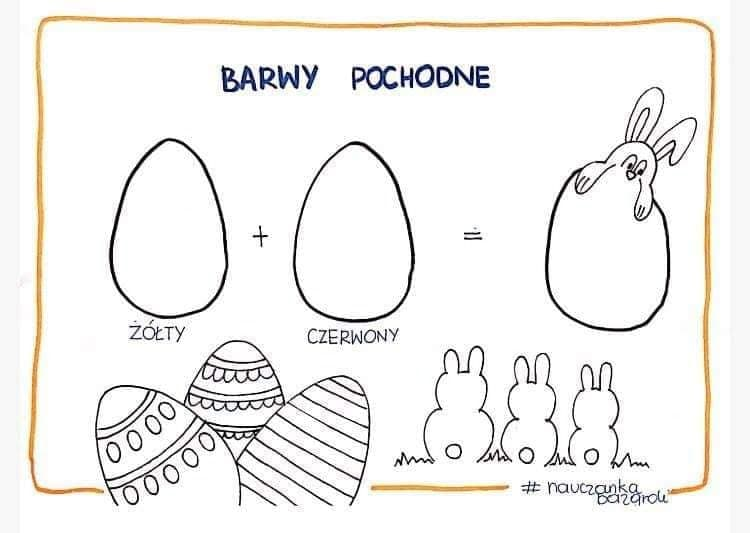 BARWY POCHODNE
+ =
ŻÓŁTY CZERWONY
# nauczanka
bazgroli